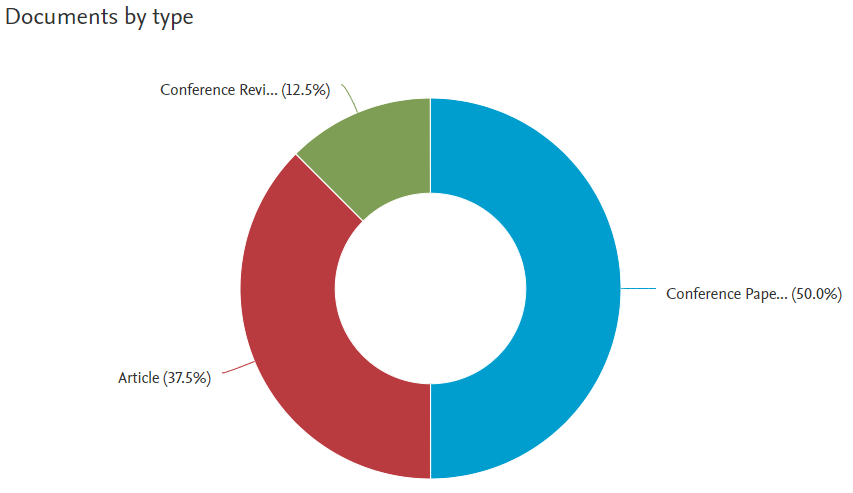 Documents by type
Conference Revi... (12.5%)
Conference Pape... (50.0%)
Article (37.5%)